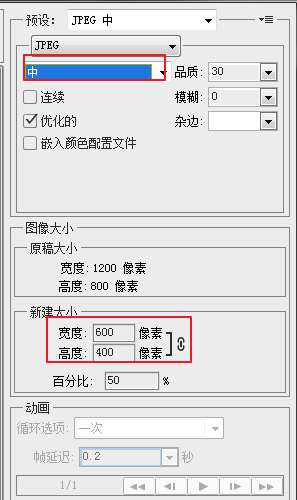 预设: JPEG 中
JPEG
中 品质: 30
连续 模糊: 0
优化的 杂边:
嵌入颜色配置文件
图像大小
原稿大小
宽度: 1200 像素
高度: 800 像素
新建大小
宽度: 600 像素
高度: 400 像素
百分比: 50 %
动画
循环选项: 一次
帧延迟: 0.2 秒
1/1